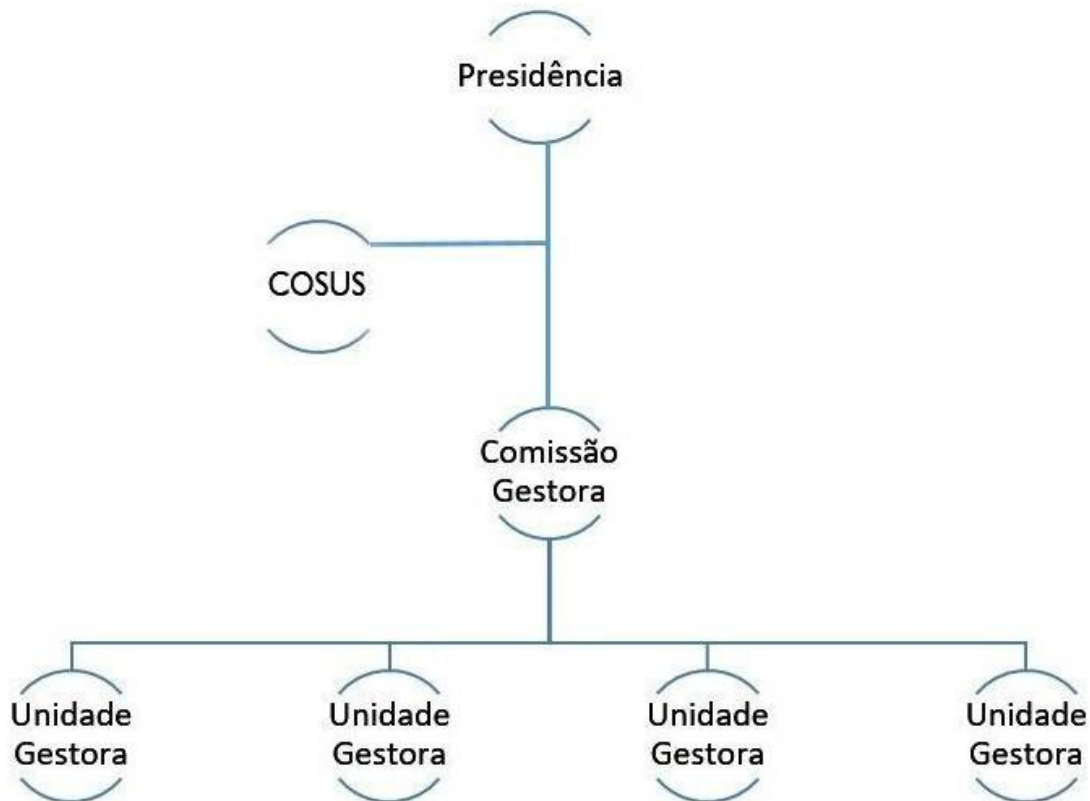 Presidência
COSUS
Comissão
Gestora
Unidade
Gestora
Unidade
Gestora
Unidade
Gestora
Unidade
Gestora